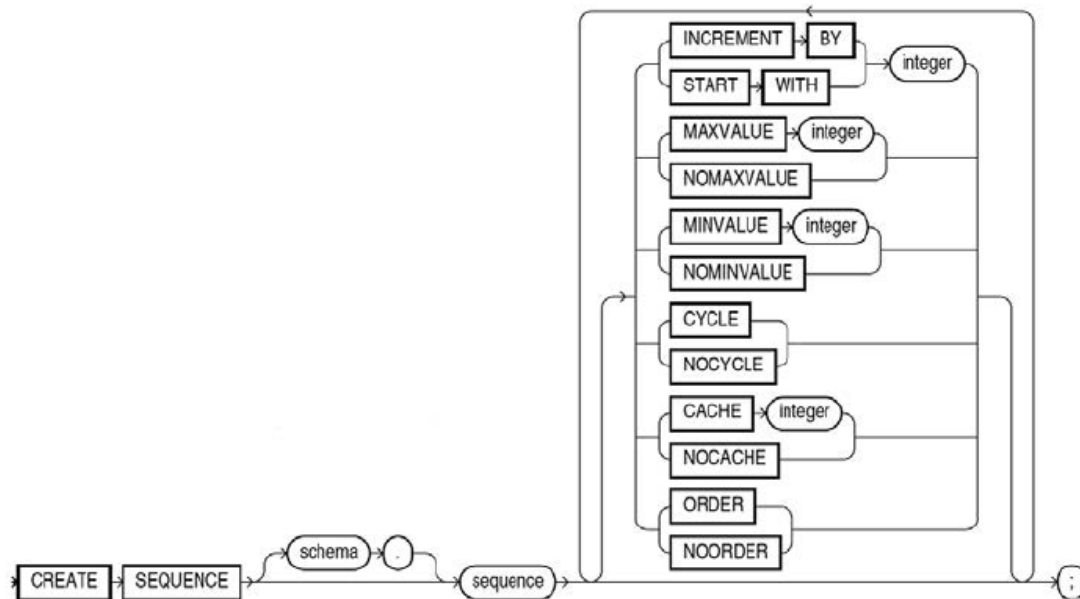 INCREMENT BY
integer
START WITH
MAXVALUE integer
NOMAXVALUE
MINVALUE integer
NOMINVALUE
CYCLE
NOCYCLE
CACHE integer
NOCACHE
ORDER
NOORDER
schema .
CREATE SEQUENCE sequence ;